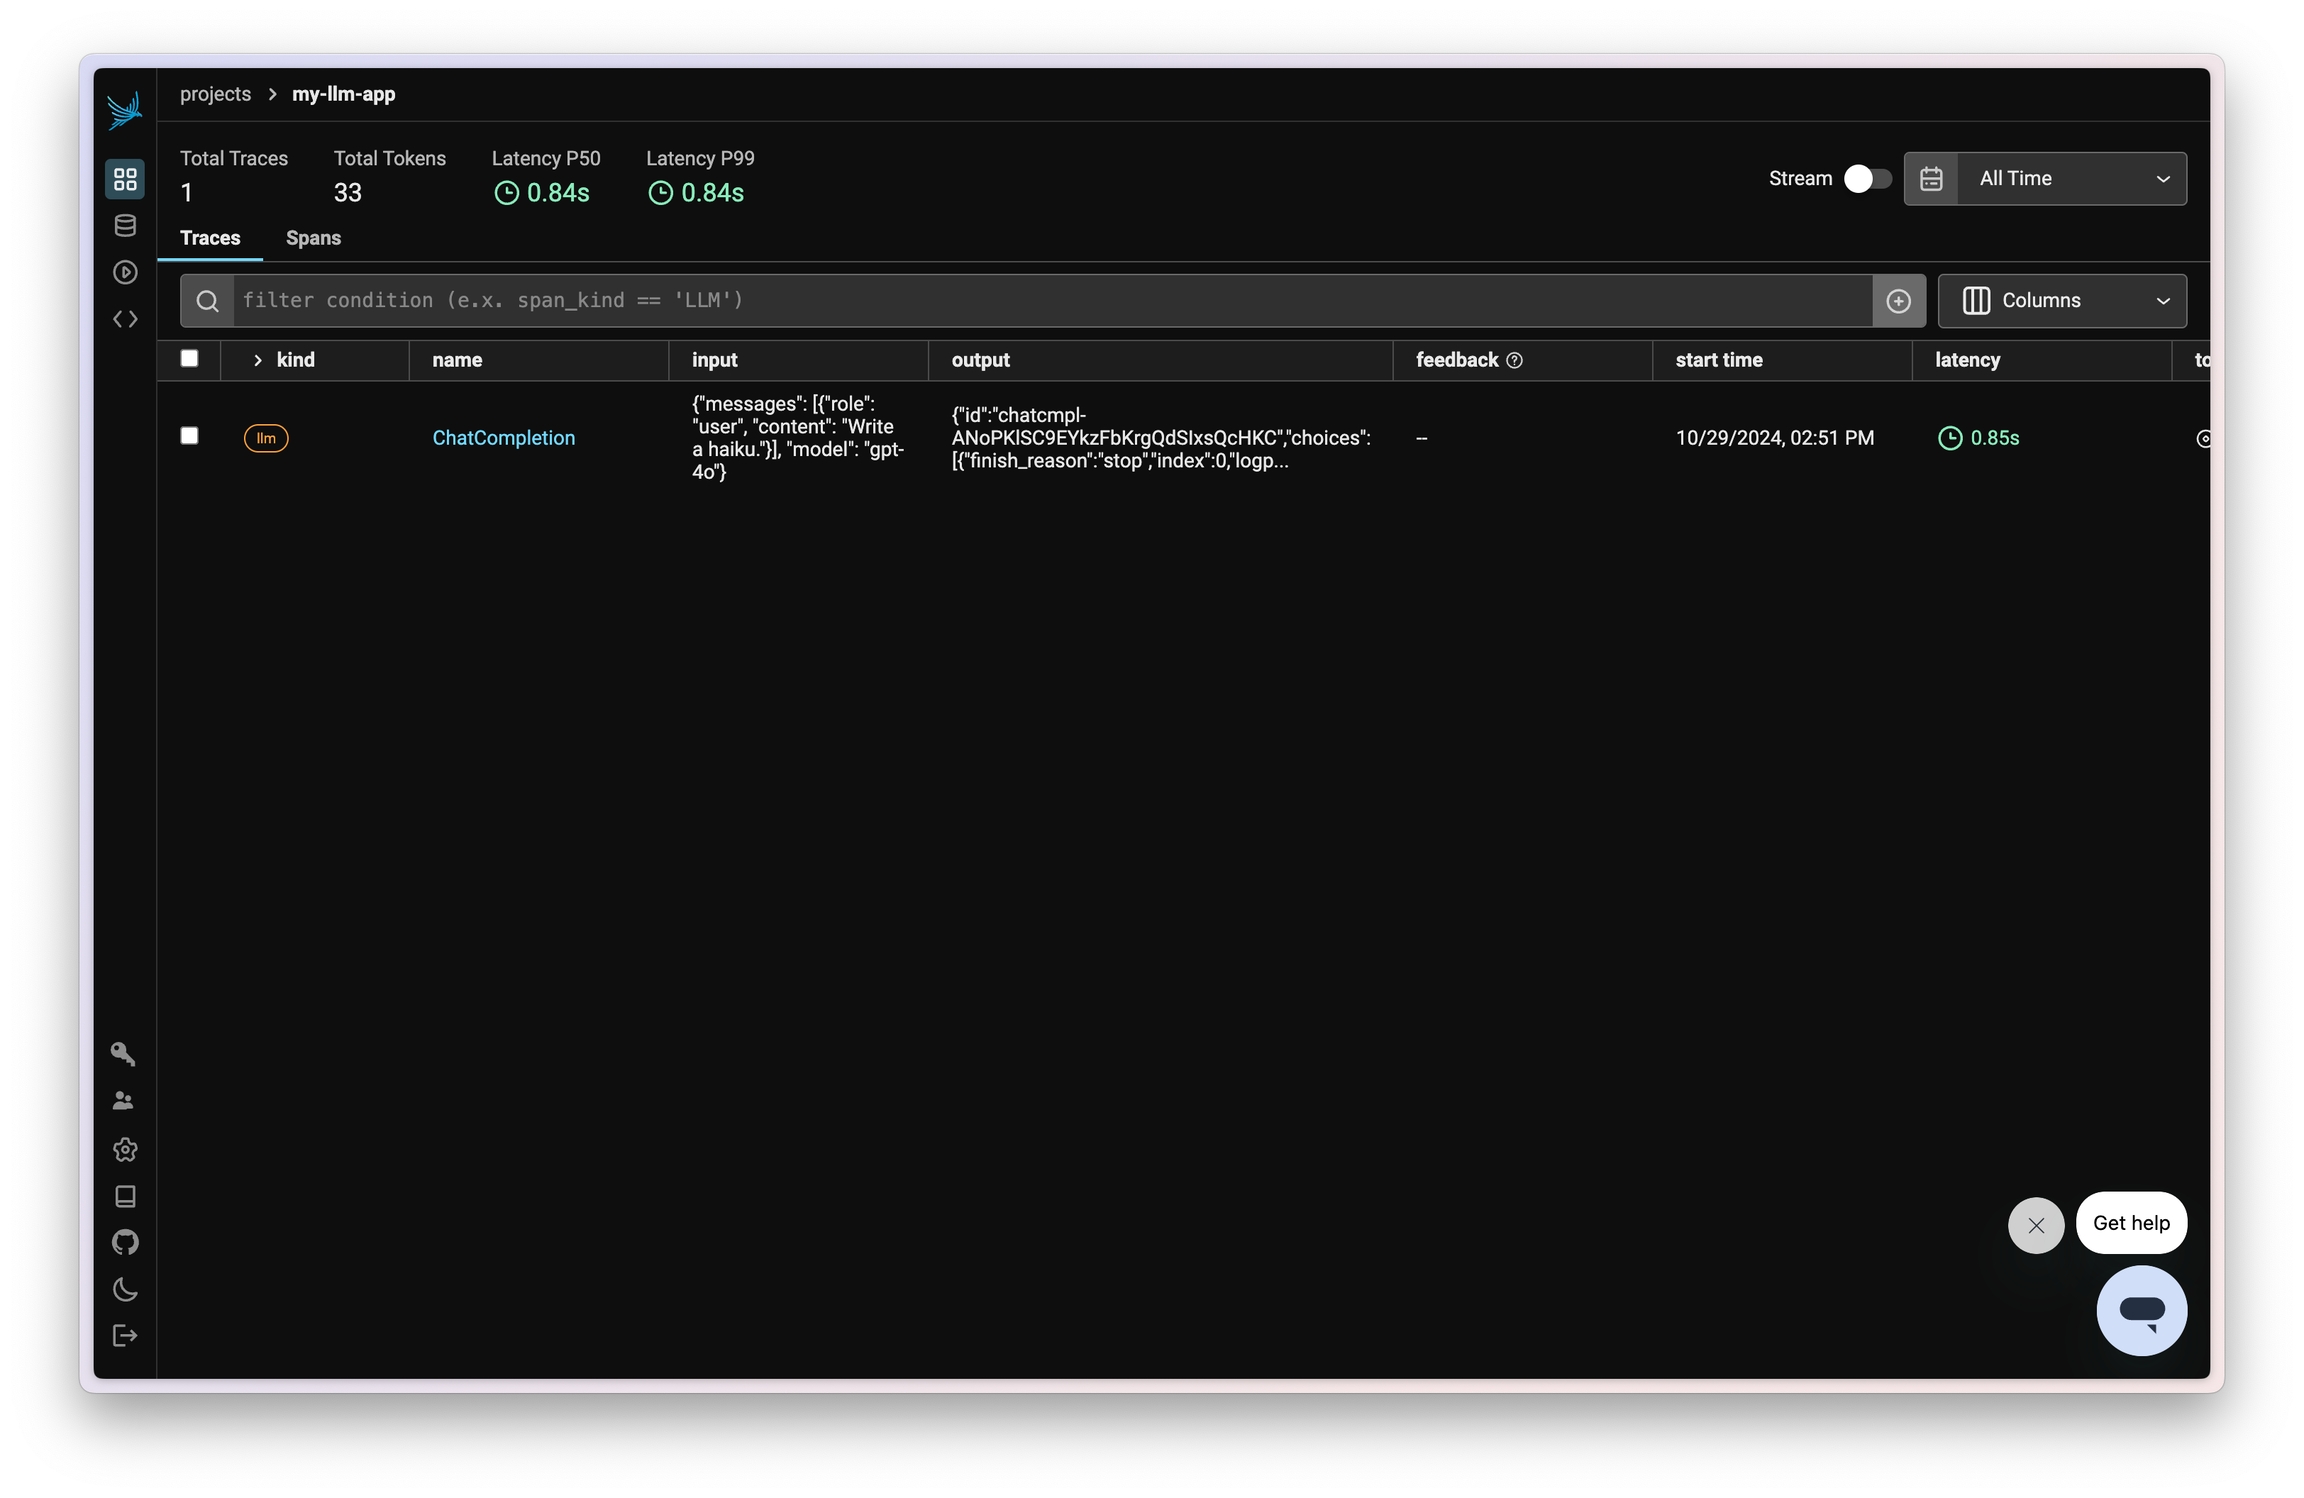 projects > my-llm-app
Total Traces
1
Total Tokens
33
Latency P50
0.84s
Latency P99
0.84s
Stream
All Time
Traces
Spans
filter condition (e.x. span_kind == 'LLM')
Columns
kind
name
input
output
feedback
start time
latency
to
llm
ChatCompletion
{"messages": [{"role":
"user", "content": "Write
a haiku."}], "model": "gpt-
4o"}
{"id":"chatcmpl-
ANoPKlSC9EYkzFbKrgQdSIxsQcHKC","choices":
[{"finish_reason":"stop","index":0,"logp...
--
10/29/2024, 02:51 PM
0.85s
Get help